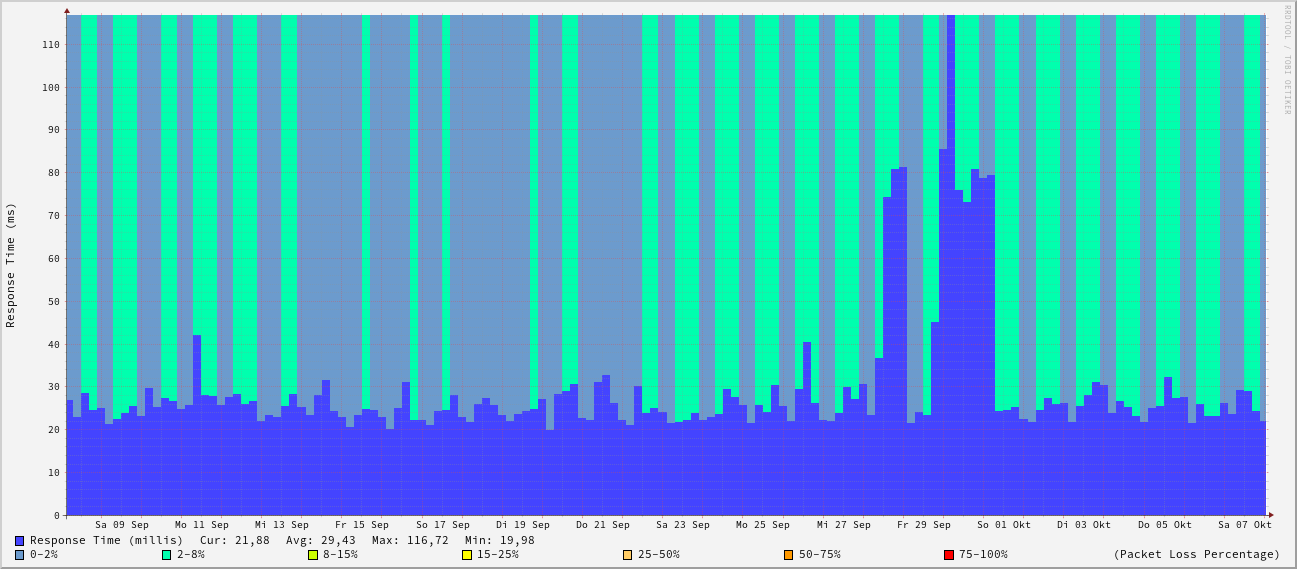 RRDTOOL / TOBI OETIKER
Response Time (ms)
110
100
90
80
70
60
50
40
30
20
10
0
Sa 09 Sep Mo 11 Sep Mi 13 Sep Fr 15 Sep So 17 Sep Di 19 Sep Do 21 Sep Sa 23 Sep Mo 25 Sep Mi 27 Sep Fr 29 Sep So 01 Okt Di 03 Okt Do 05 Okt Sa 07 Okt
Response Time (millis) Cur: 21,88 Avg: 29,43 Max: 116,72 Min: 19,98
0-2% 2-8% 8-15% 15-25% 25-50% 50-75% 75-100% (Packet Loss Percentage)